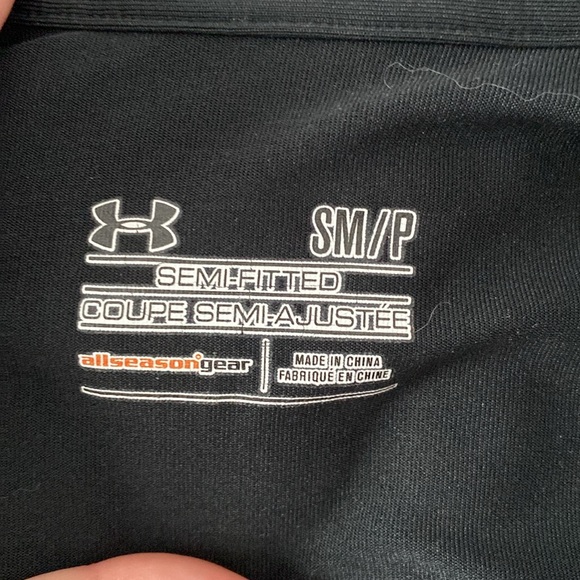 SM/P
SEMI-FITTED
COUPE SEMI-AJUSTÉE
allseasongear
MADE IN CHINA
FABRIQUÉ EN CHINE